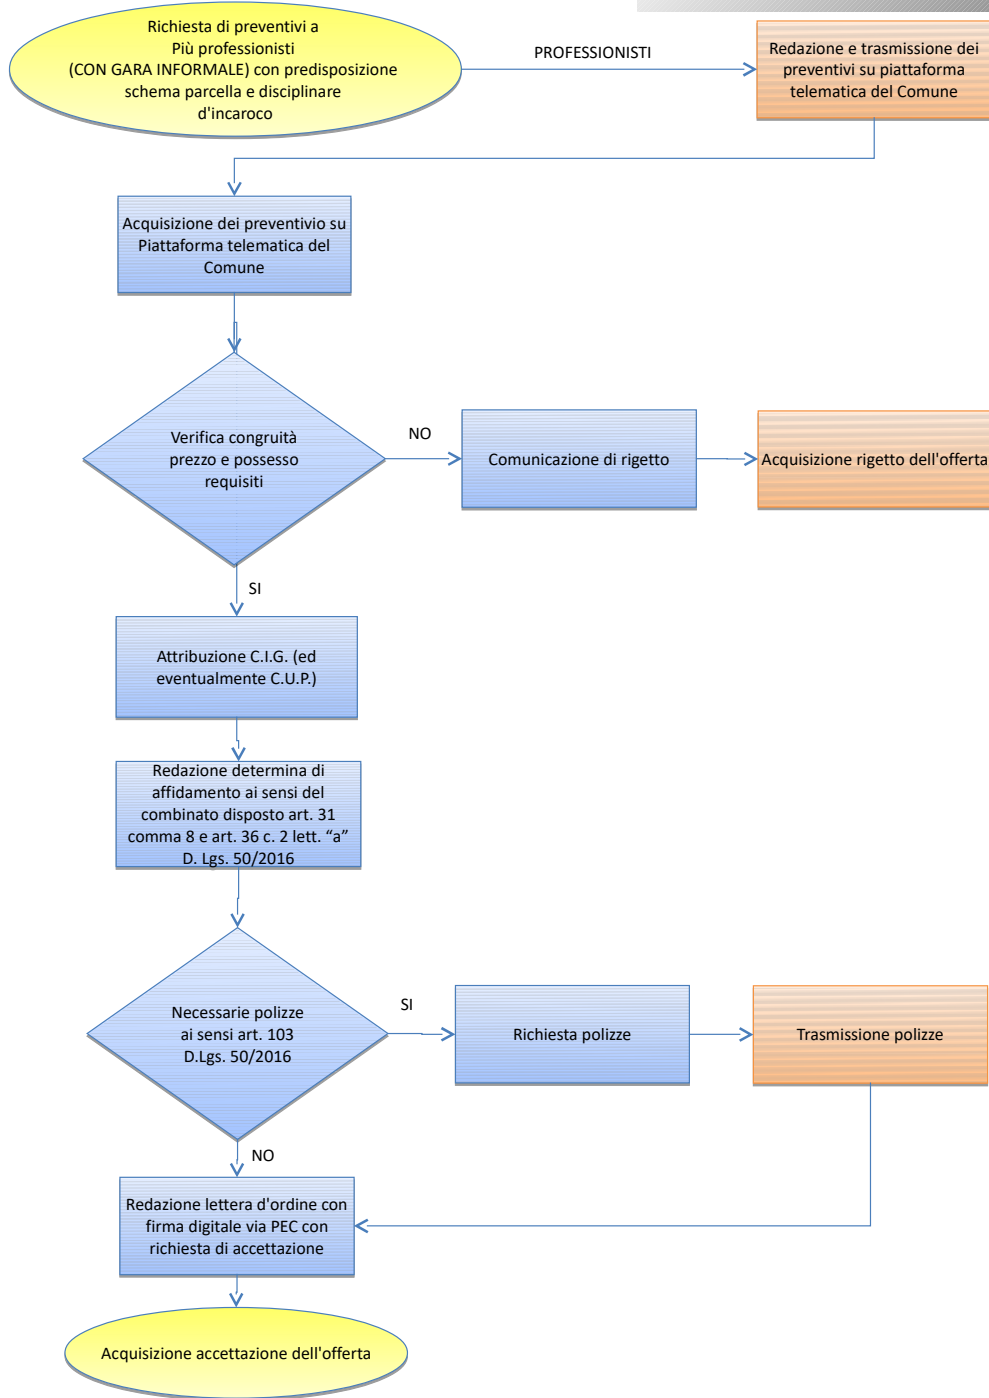 Richiesta di preventivi a
Più professionisti
(CON GARA INFORMALE) con predisposizione
schema parcella e disciplinare
d'incaroco
PROFESSIONISTI
Redazione e trasmissione dei
preventivi su piattaforma
telematica del Comune
Acquisizione dei preventivio su
Piattaforma telematica del
Comune
Verifica congruità
prezzo e possesso
requisiti
NO
Comunicazione di rigetto
Acquisizione rigetto dell'offerta
SI
Attribuzione C.I.G. (ed
eventualmente C.U.P.)
Redazione determina di
affidamento ai sensi del
combinato disposto art. 31
comma 8 e art. 36 c. 2 lett. “a”
D. Lgs. 50/2016
Necessarie polizze
ai sensi art. 103
D.Lgs. 50/2016
SI
Richiesta polizze
Trasmissione polizze
NO
Redazione lettera d'ordine con
firma digitale via PEC con
richiesta di accettazione
Acquisizione accettazione dell'offerta